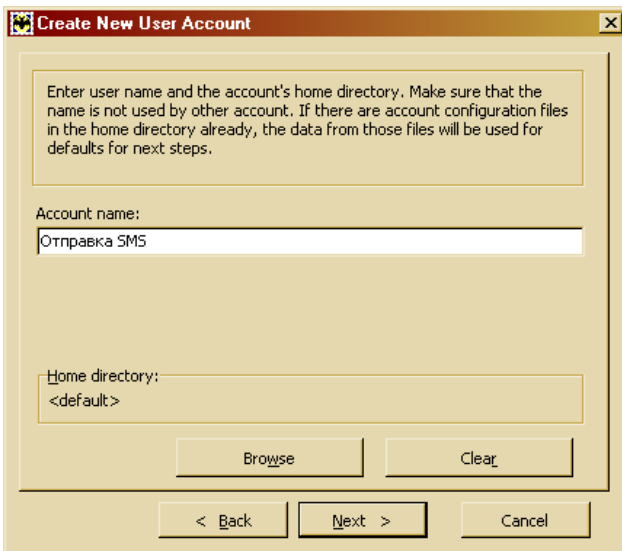 Create New User Account
Enter user name and the account's home directory. Make sure that the
name is not used by other account. If there are account configuration files
in the home directory already, the data from those files will be used for
defaults for next steps.
Account name:
Отправка SMS
Home directory:
<default>
Browse Clear
< Back Next > Cancel